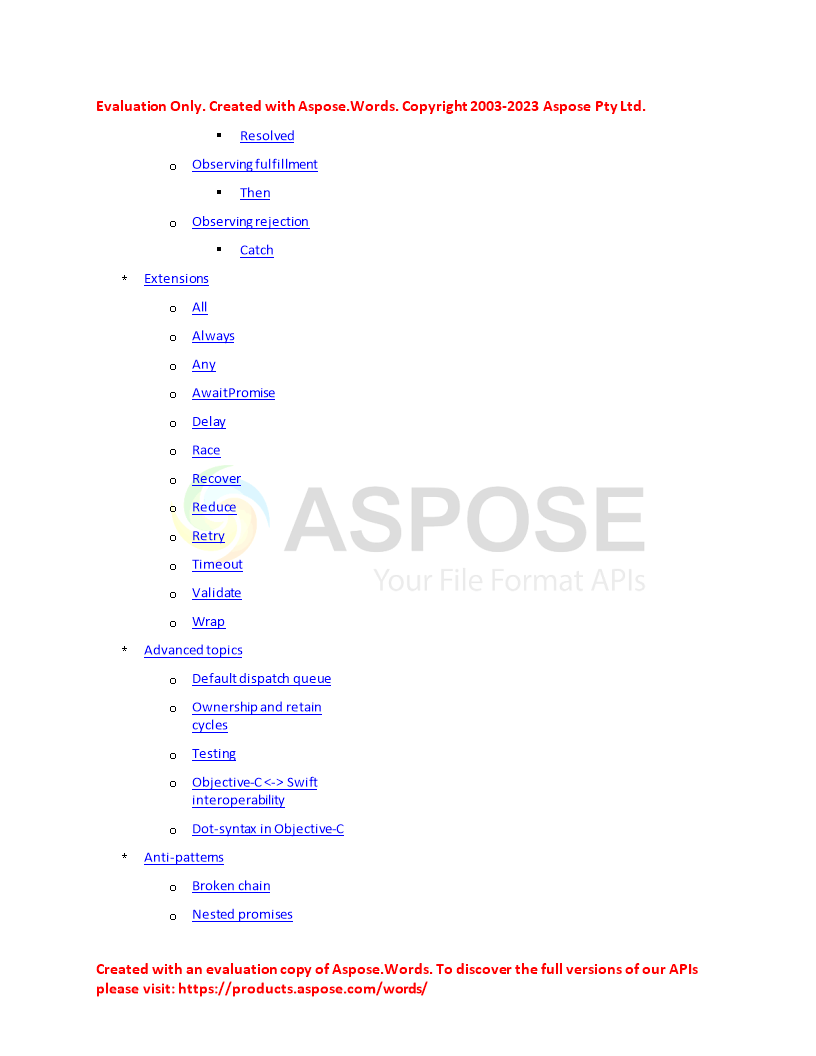 Evaluation Only. Created with Aspose.Words. Copyright 2003-2023 Aspose Pty Ltd.
▪ Resolved
o Observing fulfillment
▪ Then
o Observing rejection
▪ Catch
* Extensions
o All
o Always
o Any
o AwaitPromise
o Delay
o Race
o Recover
o Reduce
o Retry
o Timeout
o Validate
o Wrap
ASPOSE
Your File Format APIs
* Advanced topics
o Default dispatch queue
o Ownership and retain
cycles
o Testing
o Objective-C <-> Swift
interoperability
o Dot-syntax in Objective-C
* Anti-patterns
o Broken chain
o Nested promises
Created with an evaluation copy of Aspose.Words. To discover the full versions of our APIs
please visit: https://products.aspose.com/words/